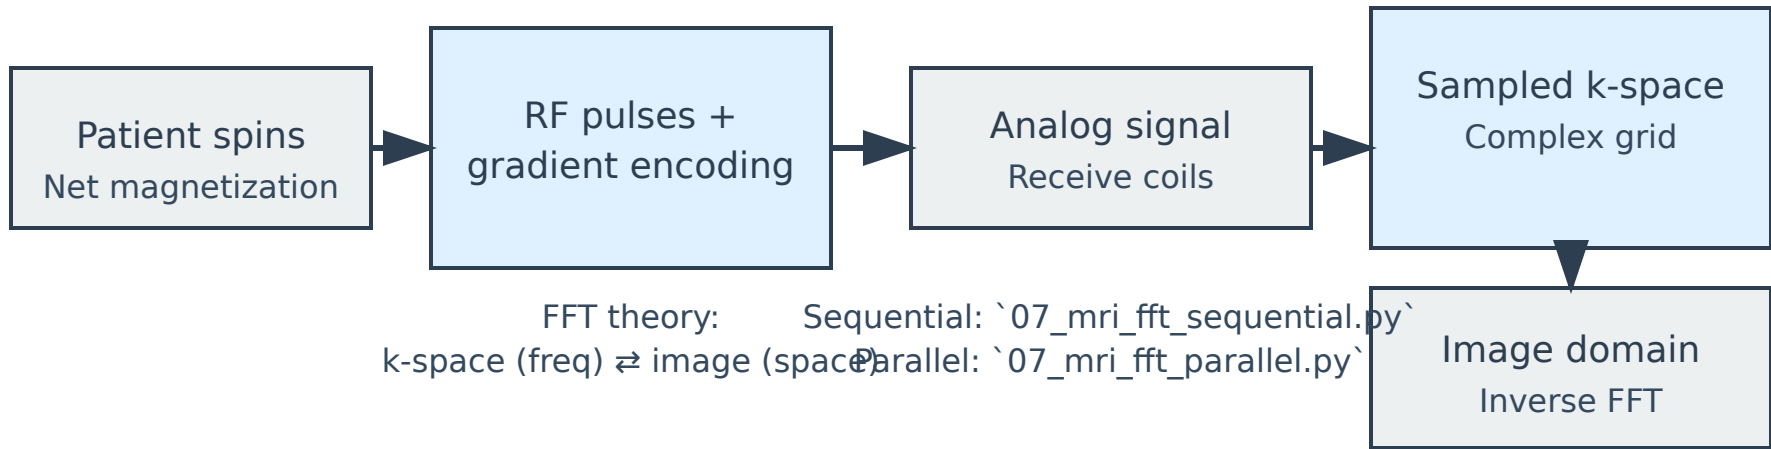 Patient spins
Net magnetization
RF pulses +
gradient encoding
Analog signal
Receive coils
Sampled k-space
Complex grid
FFT theory:
k-space (freq) ⇄ image (space)
Sequential: `07_mri_fft_sequential.py`
Parallel: `07_mri_fft_parallel.py`
Image domain
Inverse FFT